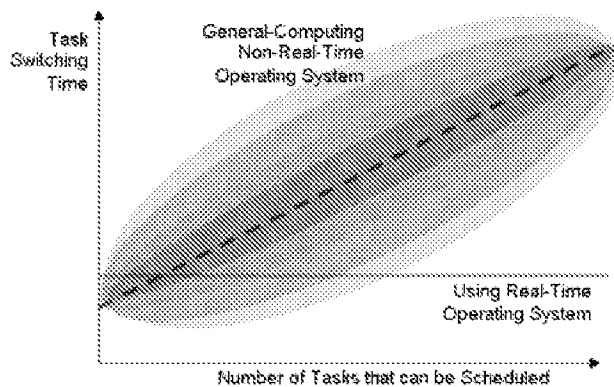 Task
Switching
Time
General-Computing
Non-Real-Time
Operating System
Using Real-Time
Operating System
Number of Tasks that can be Scheduled